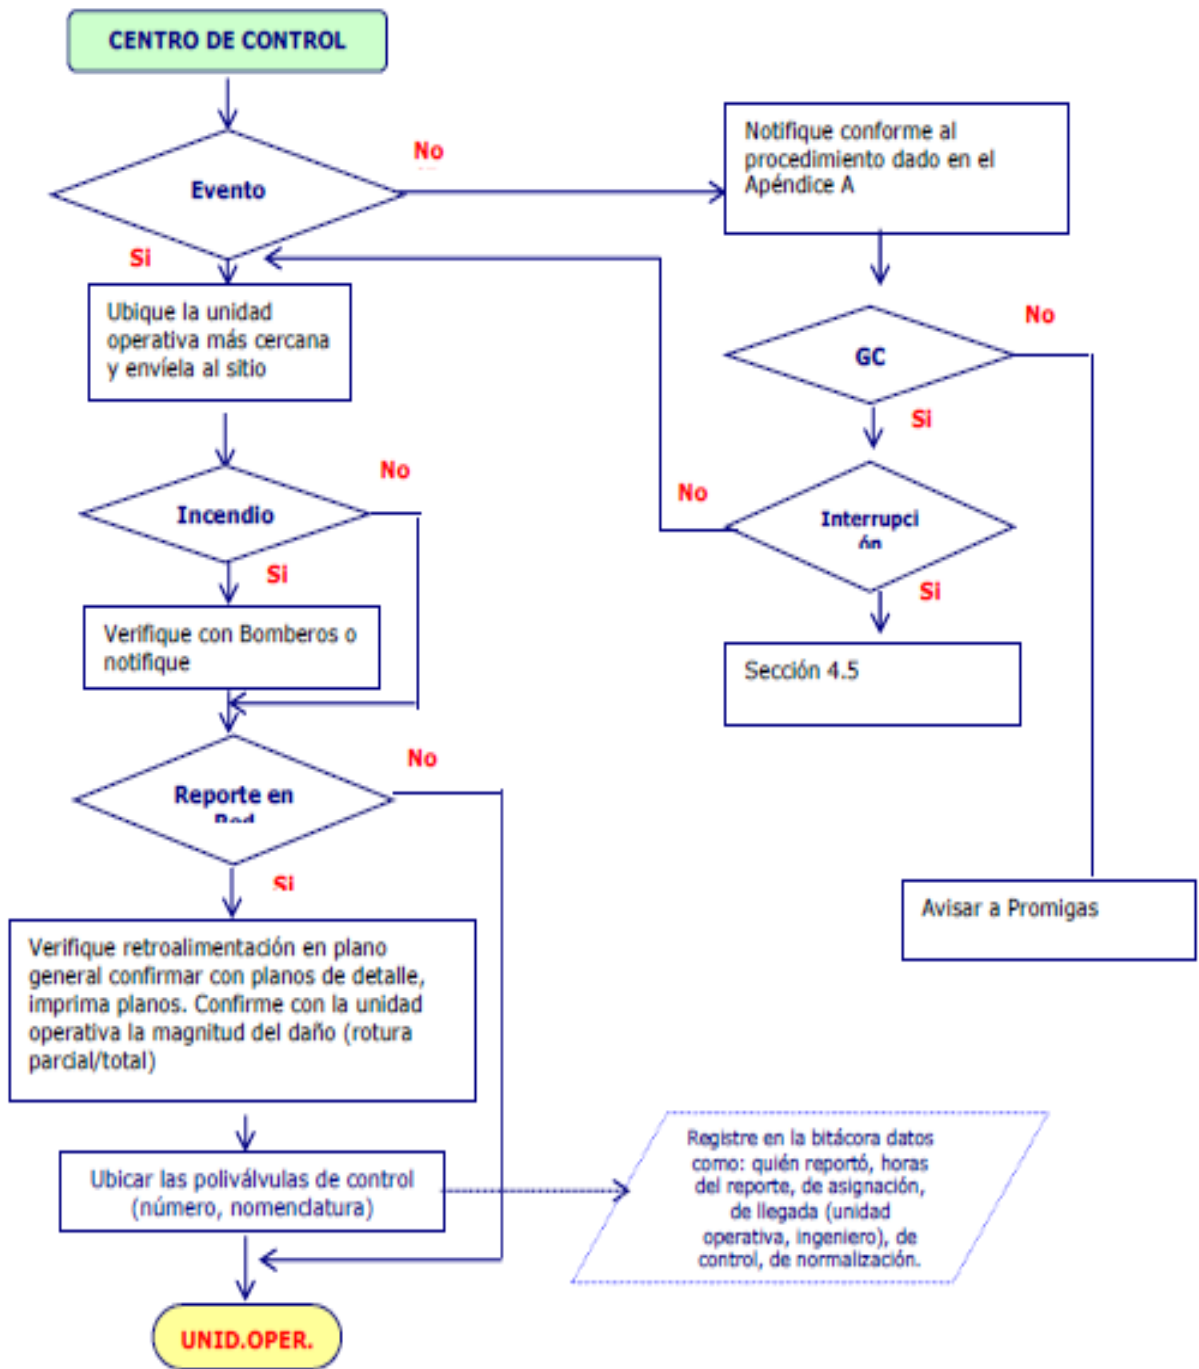 CENTRO DE CONTROL
Evento
No
Si
Notifique conforme al
procedimiento dado en el
Apéndice A
Ubique la unidad
operativa más cercana
y envíela al sitio
GC
No
Si
Incendio
No
Si
Interrupci
ón
No
Si
Verifique con Bomberos o
notifique
Sección 4.5
Reporte en
Red
No
Si
Avisar a Promigas
Verifique retroalimentación en plano
general confirmar con planos de detalle,
imprima planos. Confirme con la unidad
operativa la magnitud del daño (rotura
parcial/total)
Ubicar las poliválvulas de control
(número, nomenclatura)
Registre en la bitácora datos
como: quién reportó, horas
del reporte, de asignación,
de llegada (unidad
operativa, ingeniero), de
control, de normalización.
UNID.OPER.